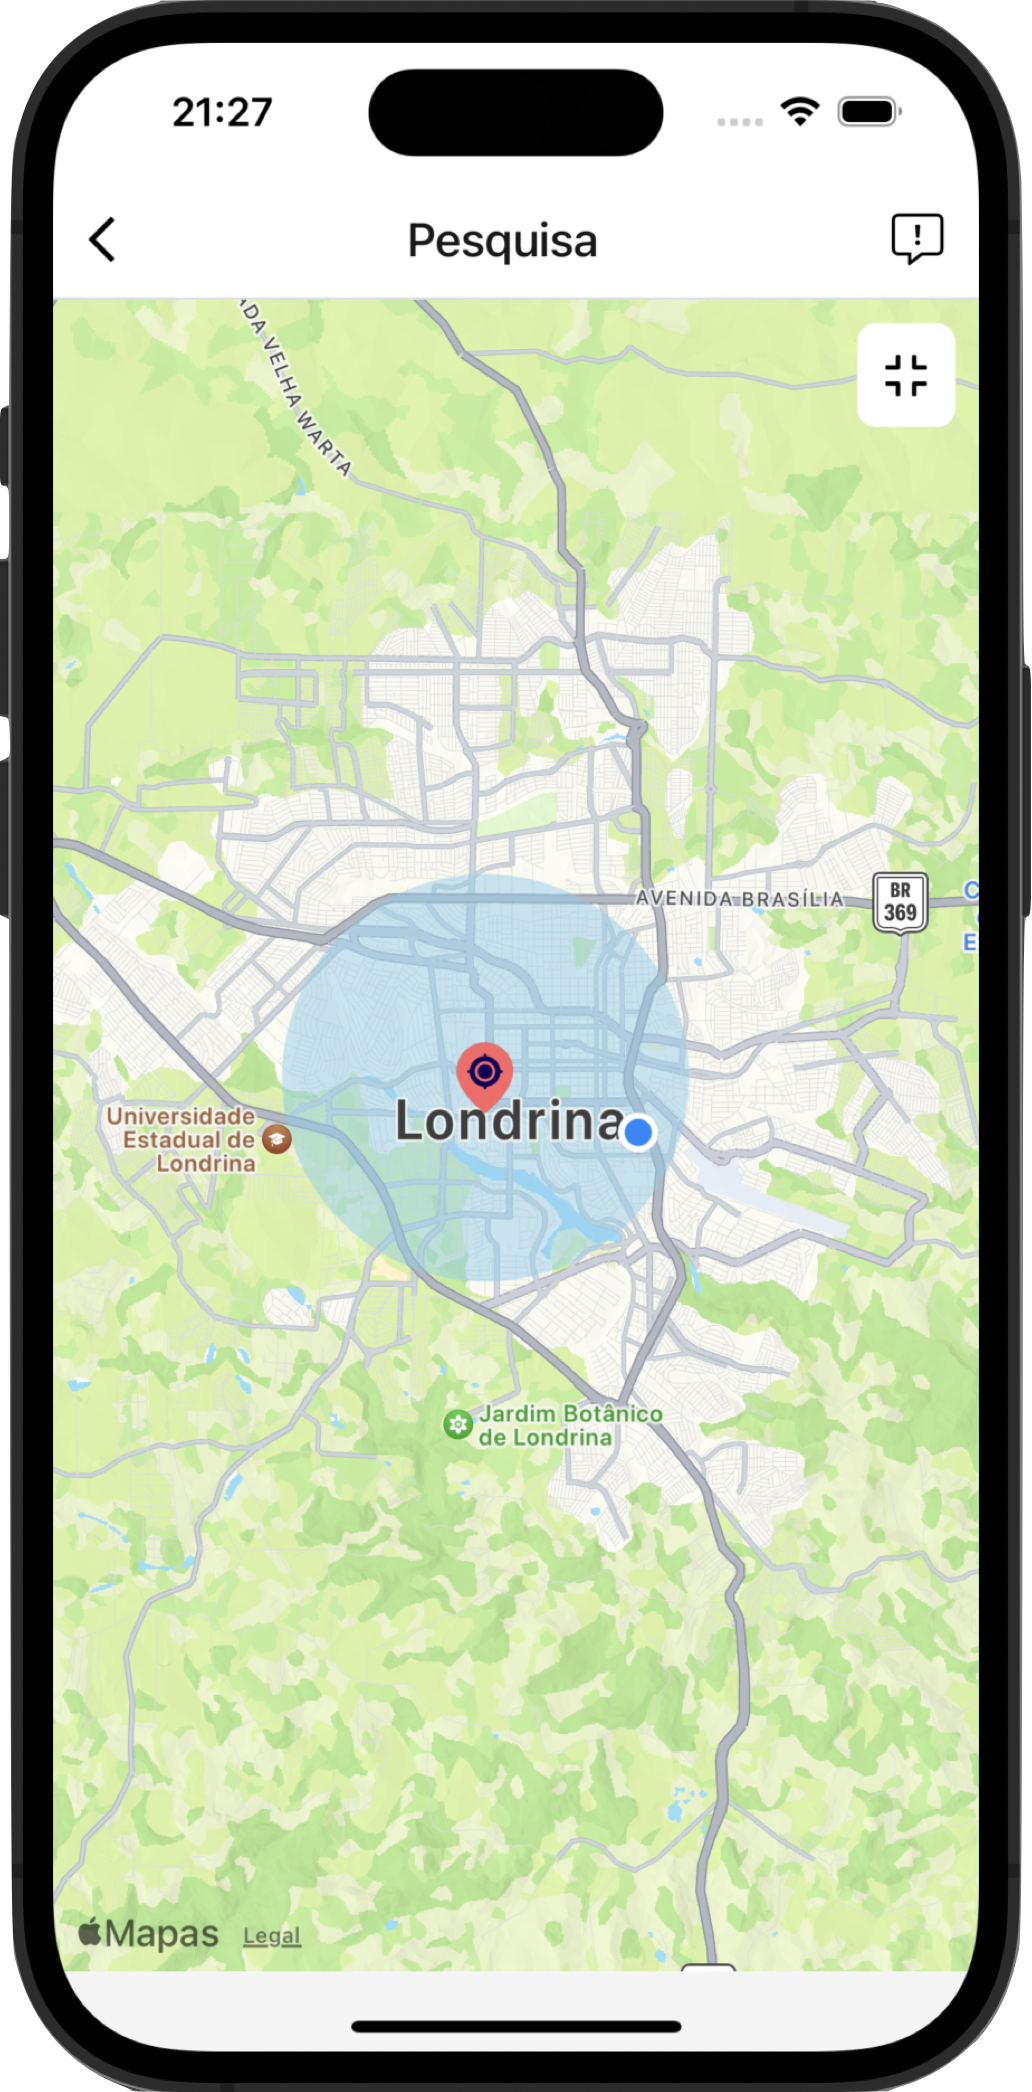 21:27
Pesquisa
ADA VELHA WARTA
AVENIDA BRASÍLIA
BR
369
C
E
Universidade
Estadual de
Londrina
Londrina
Jardim Botânico
de Londrina
Mapas
Legal